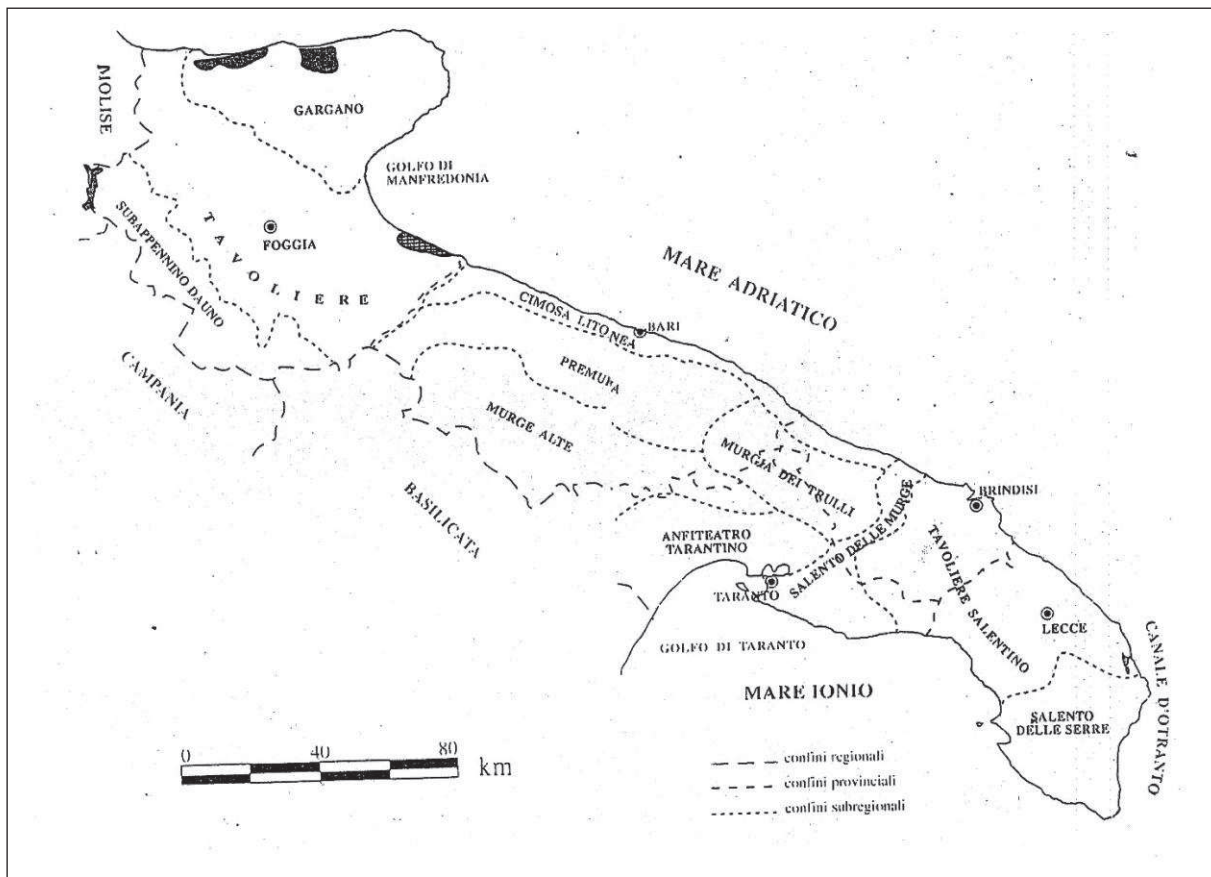 MOLISE
GARGANO
GOLFO DI
MANFREDONIA
SUBAPPENNINO DAUNO
TAVOLIERE
FOGGIA
MARE ADRIATICO
CIMOSA LITONEA
BARI
CAMPANIA
PREMUPA
MURGE ALTE
MURGIA DEI TRULLI
BASILICATA
BRINDISI
ANFITEATRO
TARANTINO
SALENTO DELLE MURGE
TAVOLIERE SALENTINO
TARANTO
LECCE
GOLFO DI TARANTO
CANALE D'OTRANTO
MARE IONIO
SALENTO
DELLE SERRE
0 40 80
km
confini regionali
confini provinciali
confini subregionali